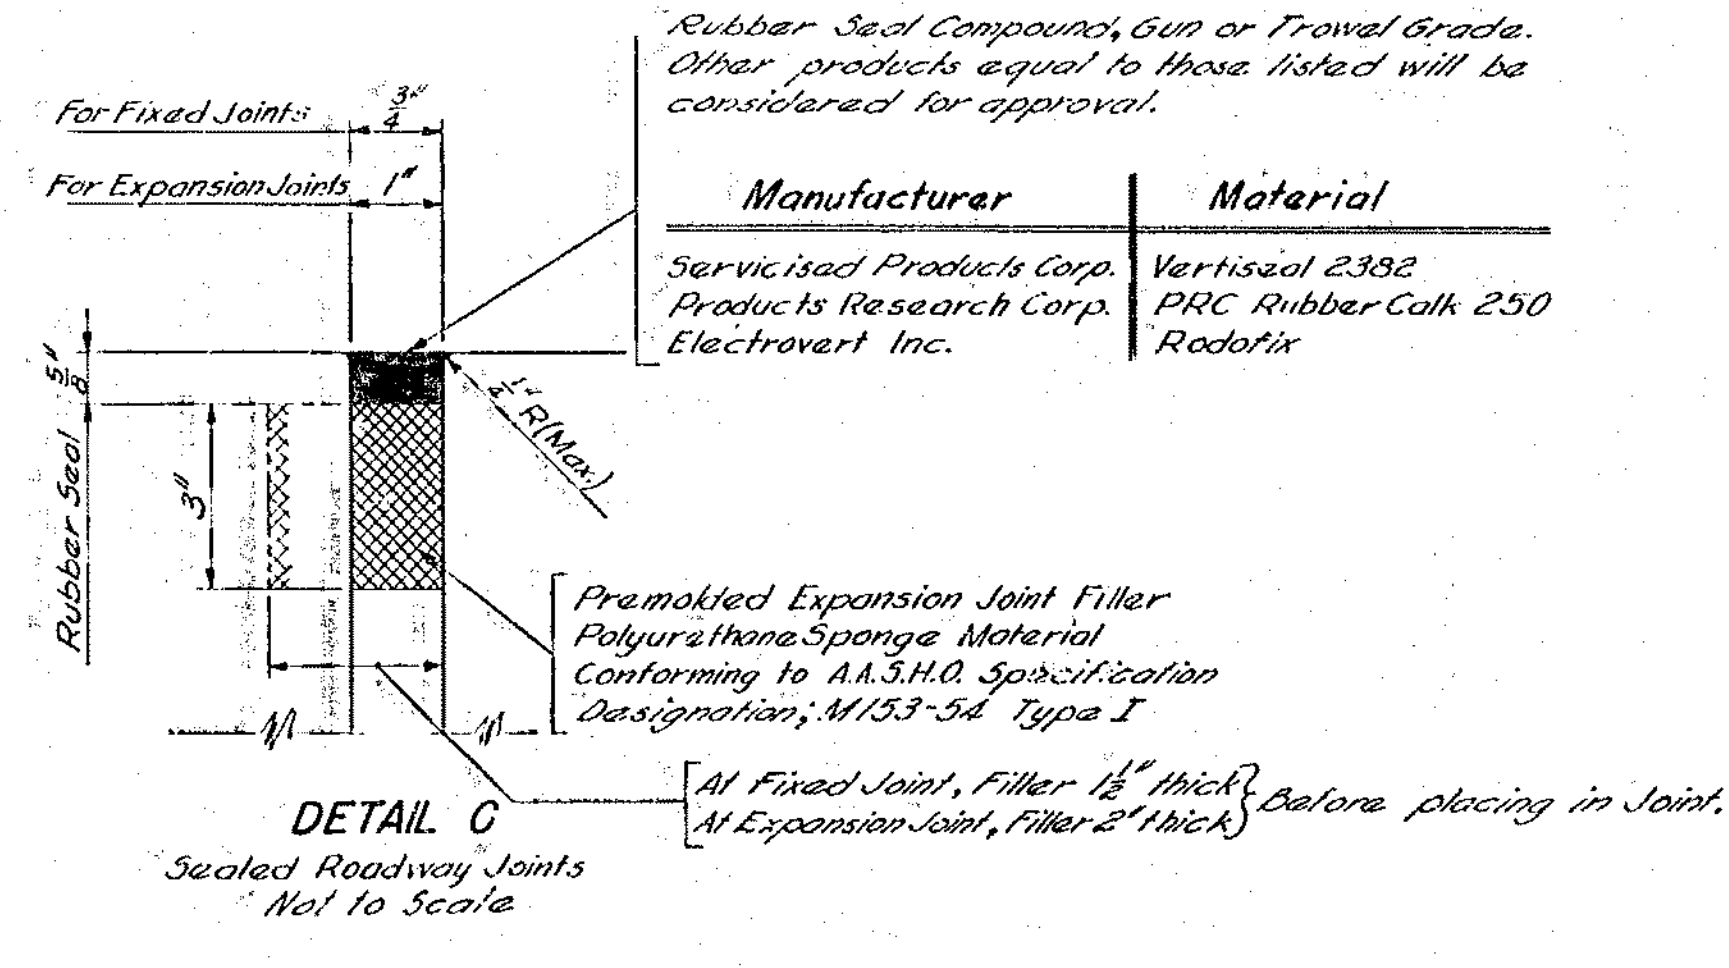 Rubber Seal Compound, Gun or Trowel Grade.
Other products equal to those listed will be
considered for approval.
For Fixed Joints 3/4"
For Expansion Joints 1"
Manufacturer Material
Servicised Products Corp. Vertiseal 2382
Products Research Corp. PRC Rubber Calk 250
Electrovert Inc. Rodofix
5/8"
Rubber Seal
3"
1/4" R (Max.)
Premolded Expansion Joint Filler
Polyurethane Sponge Material
Conforming to A.A.S.H.O. Specification
Designation; M153-54 Type I
At Fixed Joint, Filler 1 1/2" thick
At Expansion Joint, Filler 2" thick
Before placing in Joint.
DETAIL C
Sealed Roadway Joints
Not to Scale